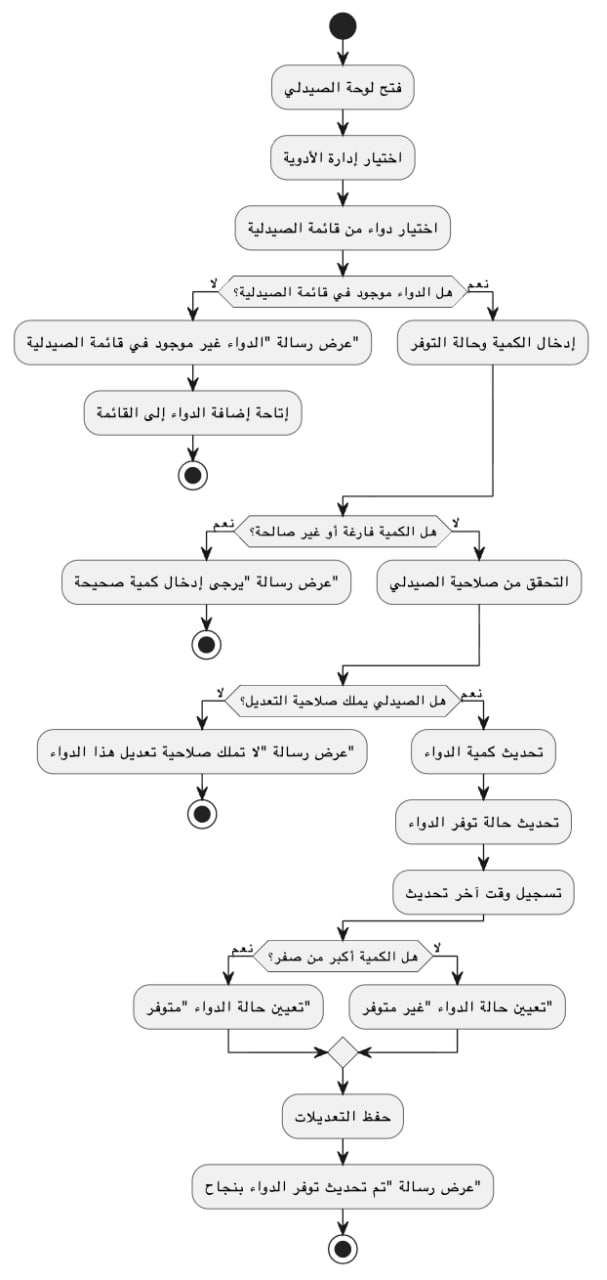 فتح لوحة الصيدلي
اختيار إدارة الأدوية
اختيار دواء من قائمة الصيدلية
هل الدواء موجود في قائمة الصيدلية؟
نعم
لا
إدخال الكمية وحالة التوفر
عرض رسالة "الدواء غير موجود في قائمة الصيدلية"
إتاحة إضافة الدواء إلى القائمة
هل الكمية فارغة أو غير صالحة؟
لا
نعم
التحقق من صلاحية الصيدلي
عرض رسالة "يرجى إدخال كمية صحيحة"
هل الصيدلي يملك صلاحية التعديل؟
نعم
لا
تحديث كمية الدواء
عرض رسالة "لا تملك صلاحية تعديل هذا الدواء"
تحديث حالة توفر الدواء
تسجيل وقت آخر تحديث
هل الكمية أكبر من صفر؟
لا
نعم
تعيين حالة الدواء "غير متوفر"
تعيين حالة الدواء "متوفر"
حفظ التعديلات
عرض رسالة "تم تحديث توفر الدواء بنجاح"